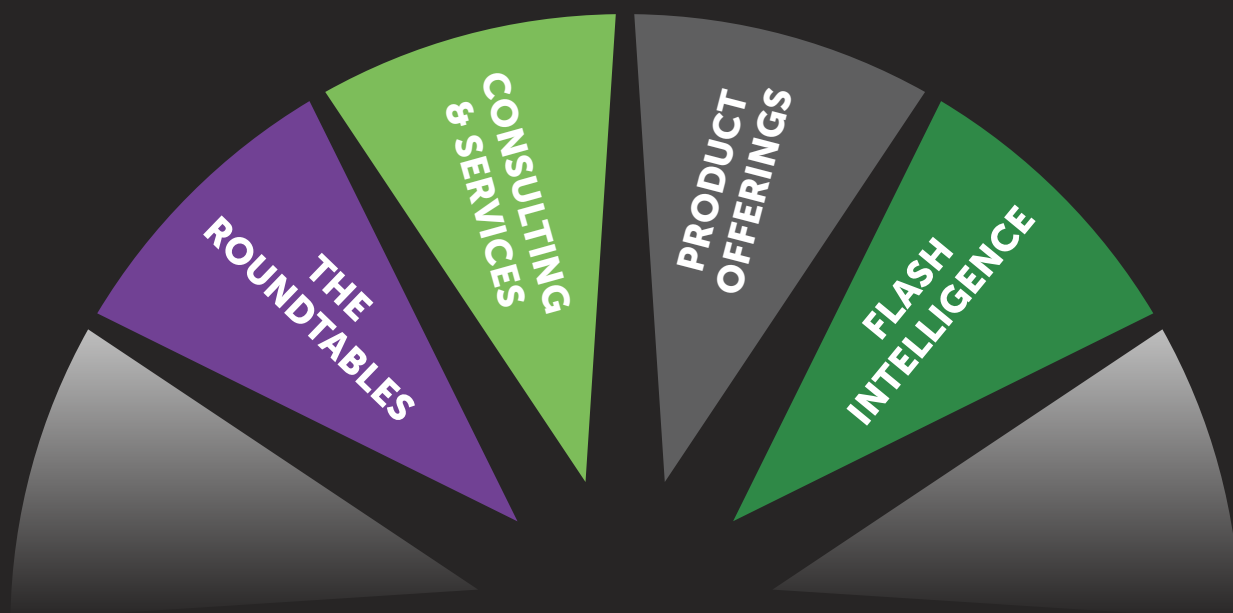 THE
ROUNDTABLES
CONSULTING
& SERVICES
PRODUCT
OFFERINGS
FLASH
INTELLIGENCE